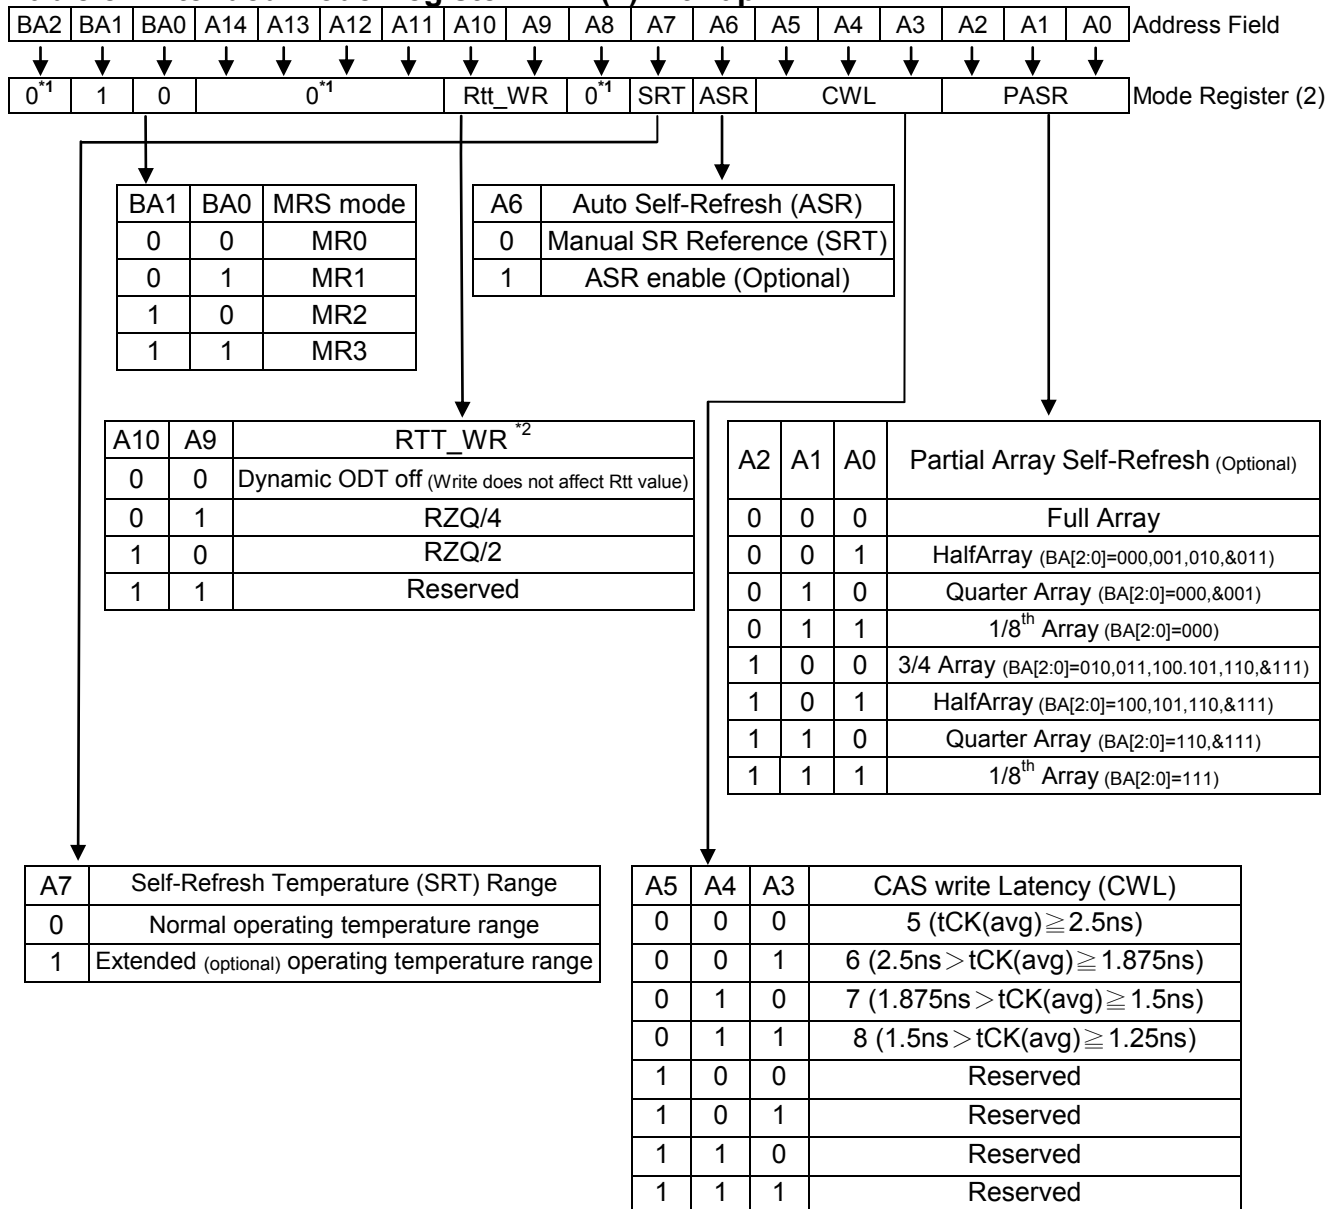 BA2 BA1 BA0 A14 A13 A12 A11 A10 A9 A8 A7 A6 A5 A4 A3 A2 A1 A0 Address Field
0*1 1 0 0*1 Rtt_WR 0*1 SRT ASR CWL PASR Mode Register (2)
BA1 BA0 MRS mode
0 0 MR0
0 1 MR1
1 0 MR2
1 1 MR3
A6 Auto Self-Refresh (ASR)
0 Manual SR Reference (SRT)
1 ASR enable (Optional)
A10 A9 RTT_WR *2
0 0 Dynamic ODT off (Write does not affect Rtt value)
0 1 RZQ/4
1 0 RZQ/2
1 1 Reserved
A2 A1 A0 Partial Array Self-Refresh (Optional)
0 0 0 Full Array
0 0 1 HalfArray (BA[2:0]=000,001,010,&011)
0 1 0 Quarter Array (BA[2:0]=000,&001)
0 1 1 1/8th Array (BA[2:0]=000)
1 0 0 3/4 Array (BA[2:0]=010,011,100.101,110,&111)
1 0 1 HalfArray (BA[2:0]=100,101,110,&111)
1 1 0 Quarter Array (BA[2:0]=110,&111)
1 1 1 1/8th Array (BA[2:0]=111)
A7 Self-Refresh Temperature (SRT) Range
0 Normal operating temperature range
1 Extended (optional) operating temperature range
A5 A4 A3 CAS write Latency (CWL)
0 0 0 5 (tCK(avg)≧2.5ns)
0 0 1 6 (2.5ns>tCK(avg)≧1.875ns)
0 1 0 7 (1.875ns>tCK(avg)≧1.5ns)
0 1 1 8 (1.5ns>tCK(avg)≧1.25ns)
1 0 0 Reserved
1 0 1 Reserved
1 1 0 Reserved
1 1 1 Reserved